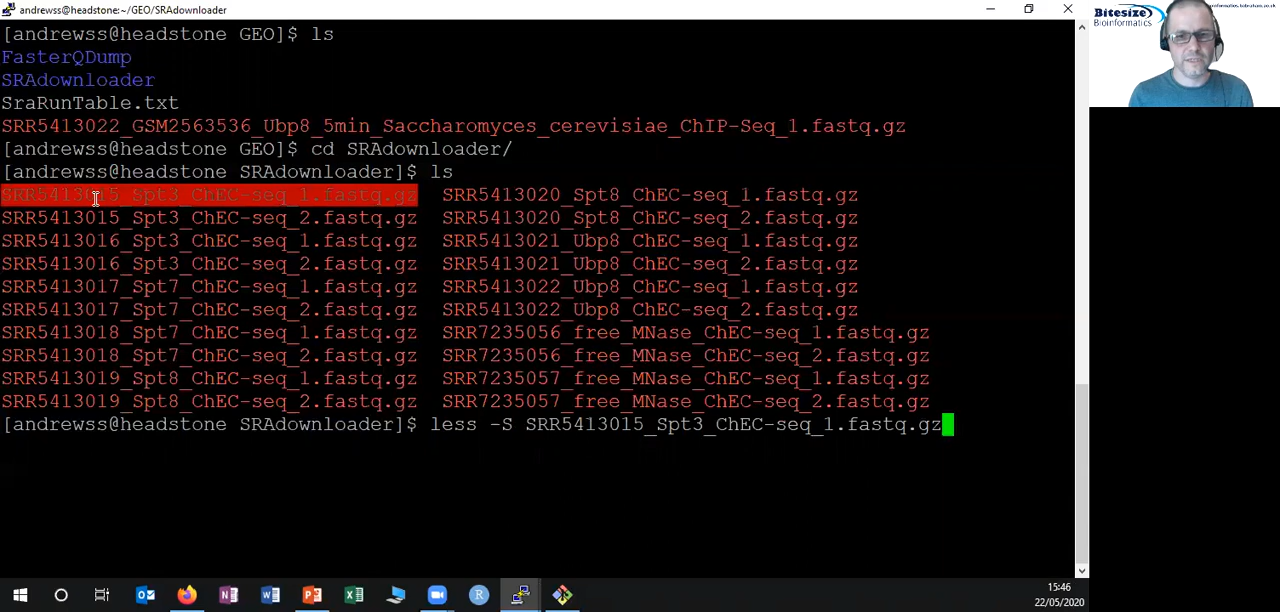 andrewss@headstone:~/GEO/SRAdownloader
[andrewss@headstone GEO]$ ls
FasterQDump
SRAdownloader
SraRunTable.txt
SRR5413022_GSM2563536_Ubp8_5min_Saccharomyces_cerevisiae_ChIP-Seq_1.fastq.gz
[andrewss@headstone GEO]$ cd SRAdownloader/
[andrewss@headstone SRAdownloader]$ ls
SRR5413015_Spt3_ChEC-seq_1.fastq.gz SRR5413020_Spt8_ChEC-seq_1.fastq.gz
SRR5413015_Spt3_ChEC-seq_2.fastq.gz SRR5413020_Spt8_ChEC-seq_2.fastq.gz
SRR5413016_Spt3_ChEC-seq_1.fastq.gz SRR5413021_Ubp8_ChEC-seq_1.fastq.gz
SRR5413016_Spt3_ChEC-seq_2.fastq.gz SRR5413021_Ubp8_ChEC-seq_2.fastq.gz
SRR5413017_Spt7_ChEC-seq_1.fastq.gz SRR5413022_Ubp8_ChEC-seq_1.fastq.gz
SRR5413017_Spt7_ChEC-seq_2.fastq.gz SRR5413022_Ubp8_ChEC-seq_2.fastq.gz
SRR5413018_Spt7_ChEC-seq_1.fastq.gz SRR7235056_free_MNase_ChEC-seq_1.fastq.gz
SRR5413018_Spt7_ChEC-seq_2.fastq.gz SRR7235056_free_MNase_ChEC-seq_2.fastq.gz
SRR5413019_Spt8_ChEC-seq_1.fastq.gz SRR7235057_free_MNase_ChEC-seq_1.fastq.gz
SRR5413019_Spt8_ChEC-seq_2.fastq.gz SRR7235057_free_MNase_ChEC-seq_2.fastq.gz
[andrewss@headstone SRAdownloader]$ less -S SRR5413015_Spt3_ChEC-seq_1.fastq.gz
Bitesize
Bioinformatics
15:46
22/05/2020